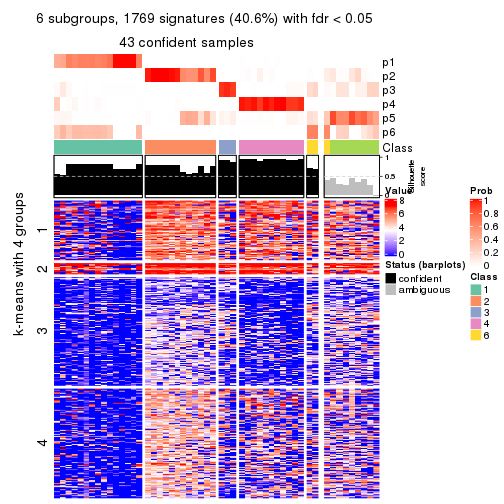 6 subgroups, 1769 signatures (40.6%) with fdr < 0.05
43 confident samples
p1
p2
p3
p4
p5
p6
Class
1
0.5
0
Silhouette
score
k-means with 4 groups
1
2
3
4
Value
8
6
4
2
0
Status (barplots)
confident
ambiguous
Prob
1
0.8
0.6
0.4
0.2
0
Class
1
2
3
4
6